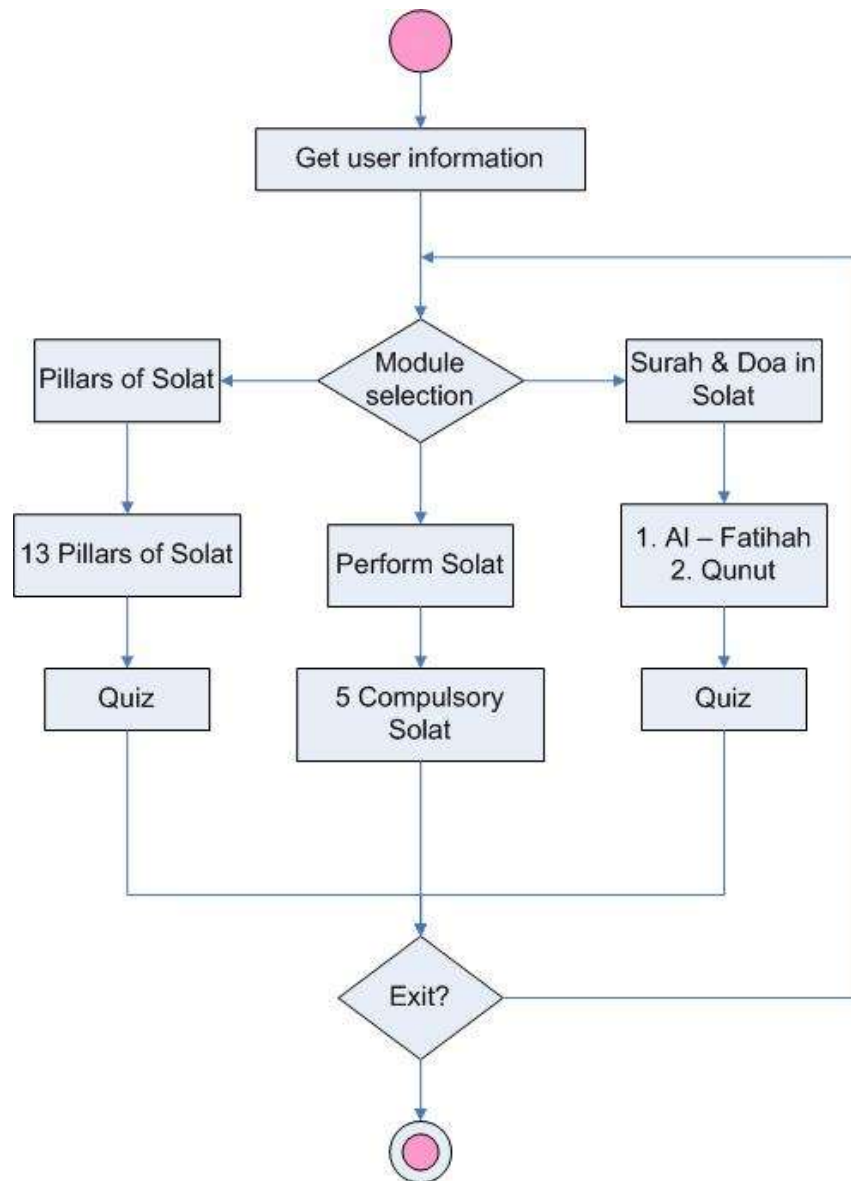 Get user information
Module
selection
Pillars of Solat
Surah & Doa in
Solat
13 Pillars of Solat
Perform Solat
1. Al – Fatihah
2. Qunut
Quiz
5 Compulsory
Solat
Quiz
Exit?